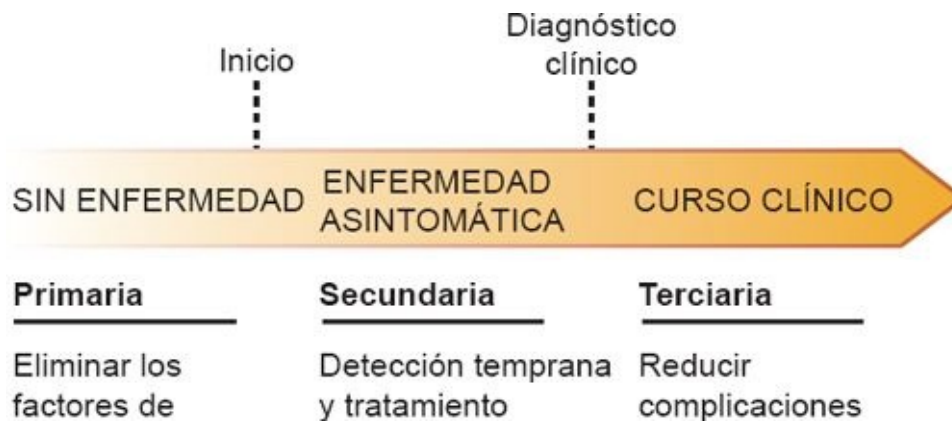 Inicio
Diagnóstico
clínico
SIN ENFERMEDAD
ENFERMEDAD
ASINTOMÁTICA
CURSO CLÍNICO
Primaria
Eliminar los
factores de
Secundaria
Detección temprana
y tratamiento
Terciaria
Reducir
complicaciones